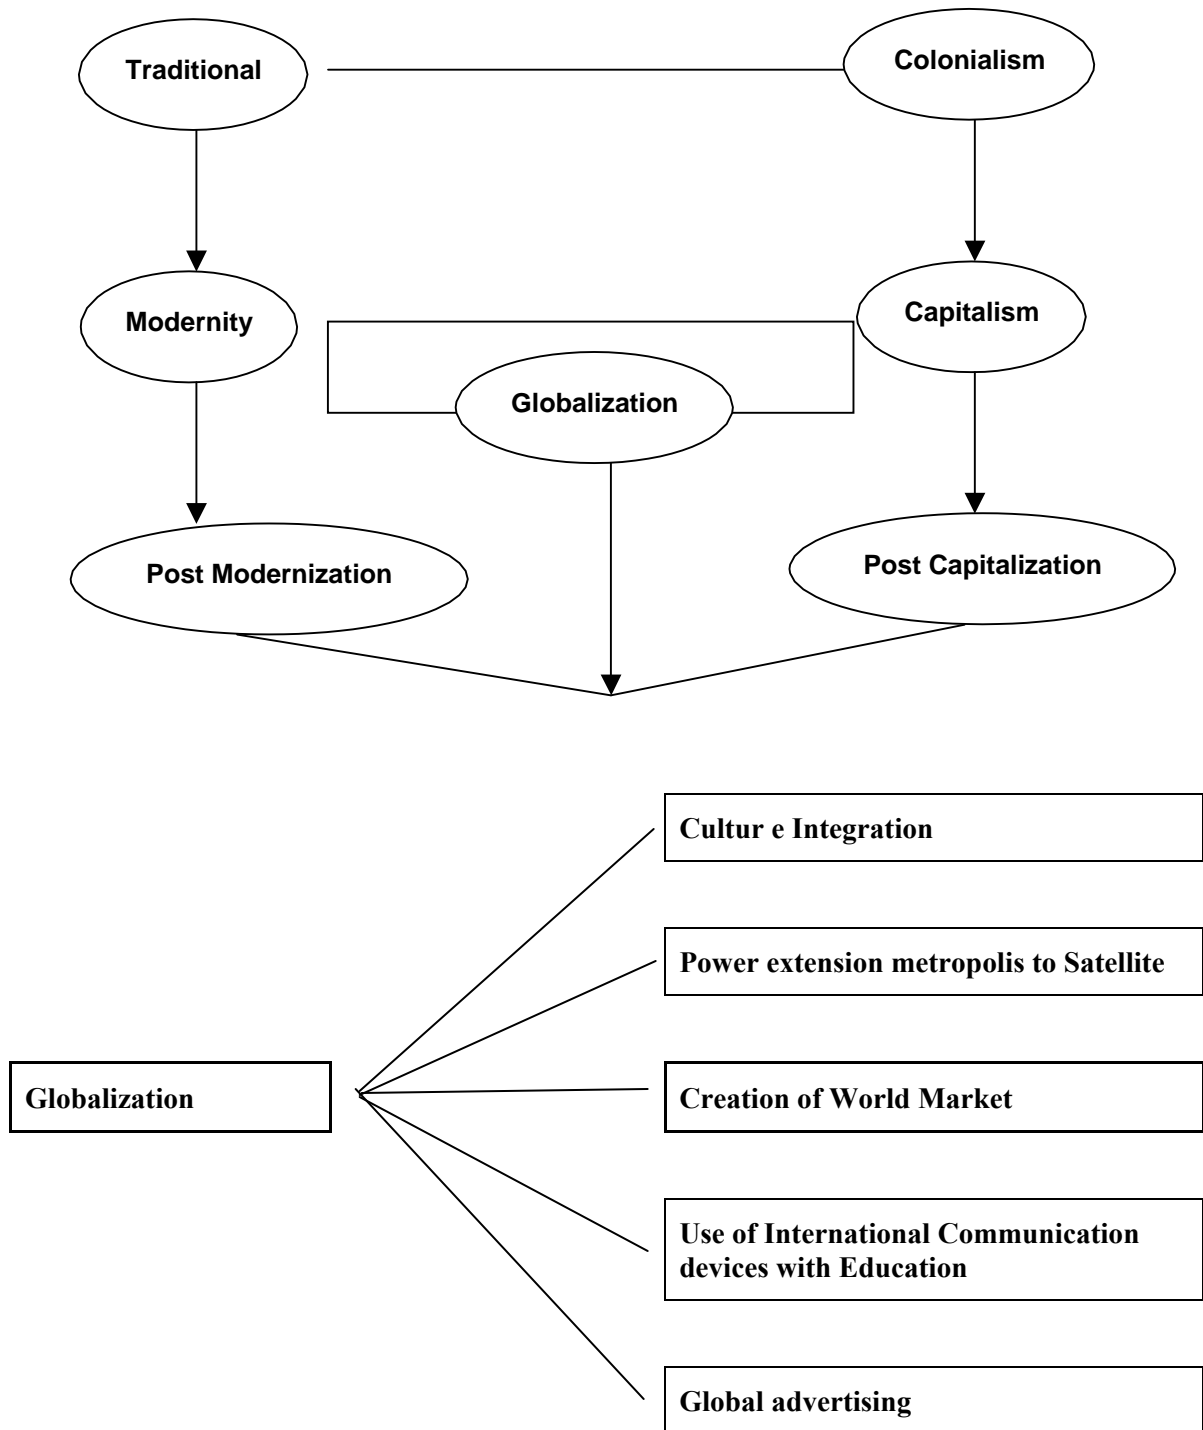 Traditional
Colonialism
Modernity
Capitalism
Globalization
Post Modernization
Post Capitalization
Cultur e Integration
Power extension metropolis to Satellite
Globalization
Creation of World Market
Use of International Communication
devices with Education
Global advertising